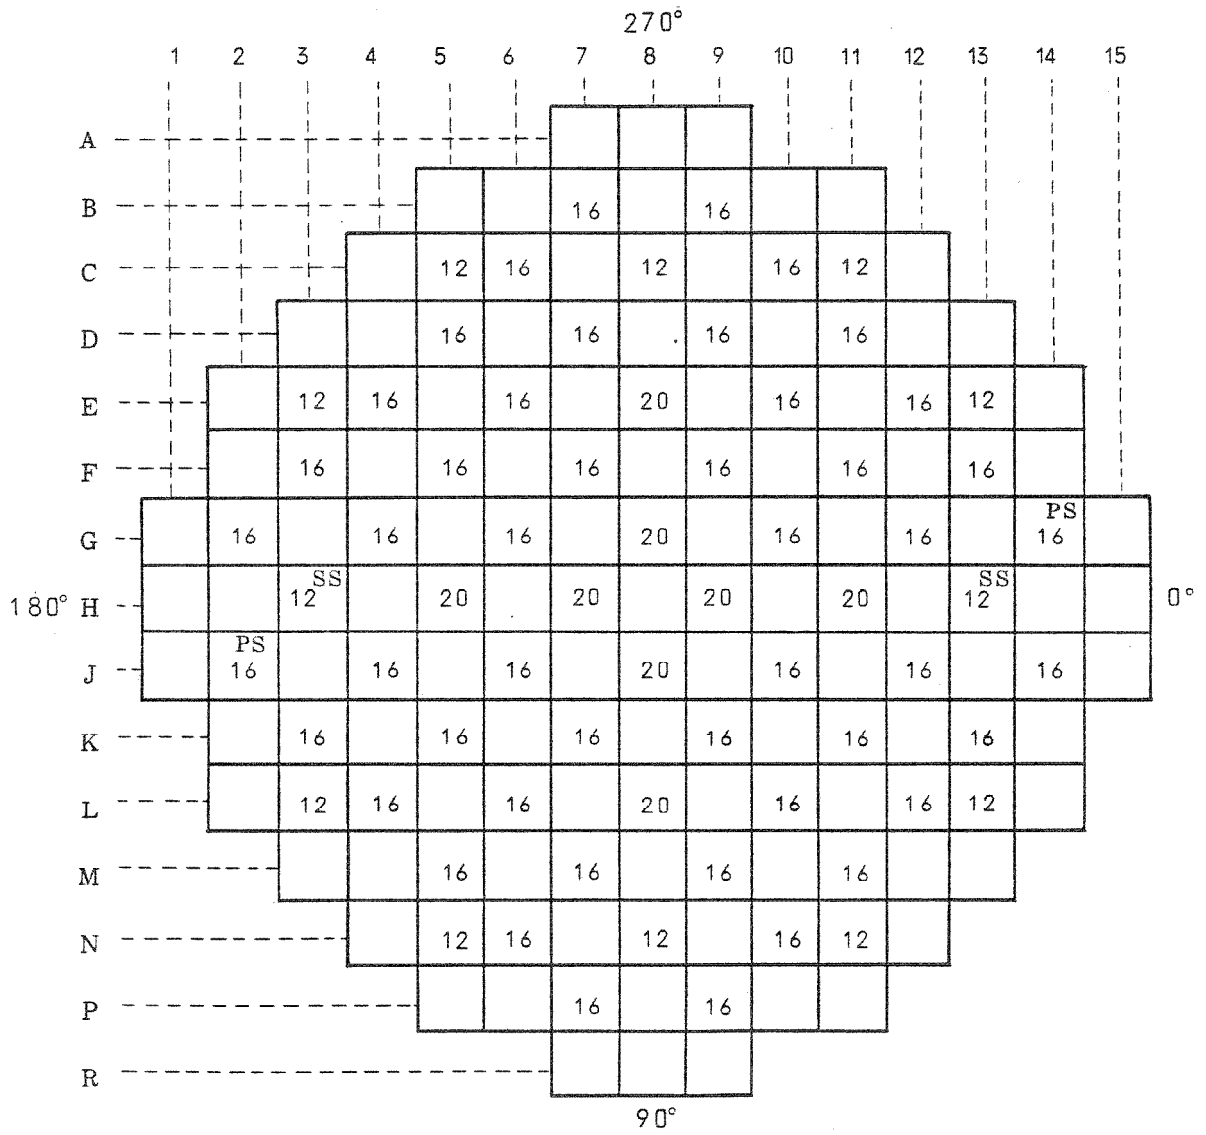 270°
1 2 3 4 5 6 7 8 9 10 11 12 13 14 15
A
B 16 16
C 12 16 12 16 12
D 16 16 16 16
E 12 16 16 20 16 16 12
F 16 16 16 16 16 16
PS
G 16 16 16 20 16 16 16
SS SS
180° H 12 20 20 20 20 12 0°
PS
J 16 16 16 20 16 16 16
K 16 16 16 16 16 16
L 12 16 16 20 16 16 12
M 16 16 16 16
N 12 16 12 16 12
P 16 16
R
90°